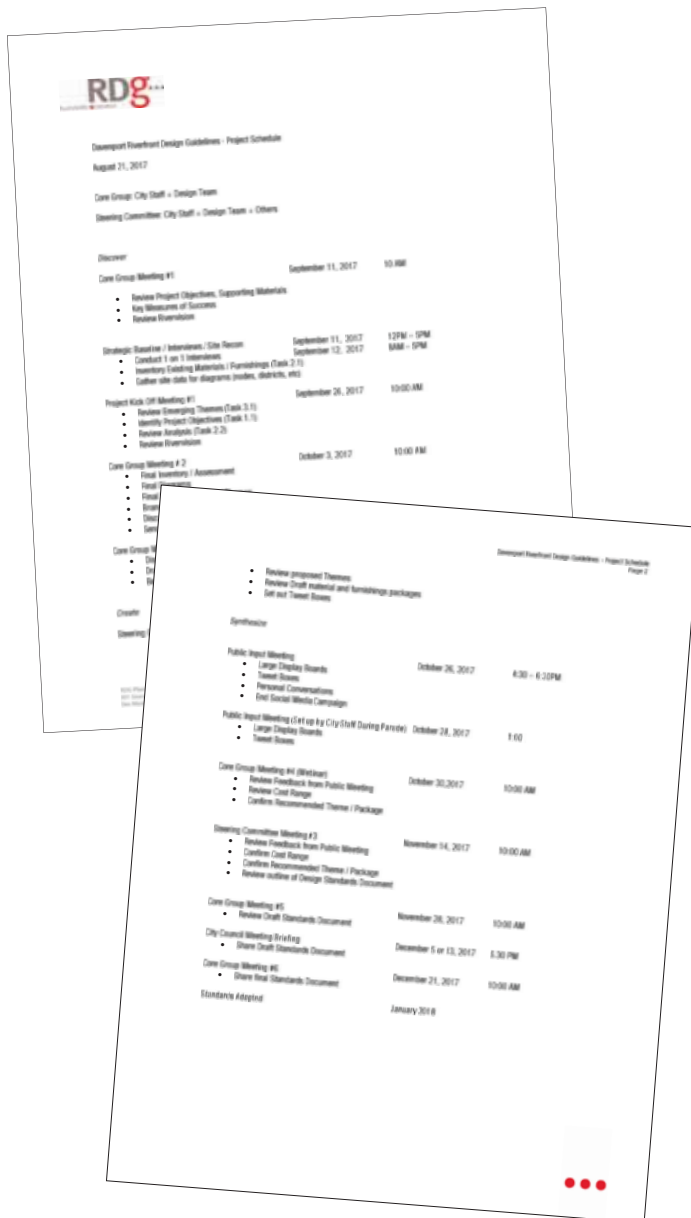 RDg...
Davenport Riverfront Design Guidelines - Project Schedule
August 21, 2017
Core Group: City Staff + Design Team
Steering Committee: City Staff + Design Team + Others
Discover
Core Group Meeting #1 September 11, 2017 10 AM
• Review Project Objectives, Supporting Materials
• Key Measures of Success
• Review Rivervision
Strategic Baseline / Interviews / Site Recon September 11, 2017 12PM – 5PM
• Conduct 1 on 1 Interviews September 12, 2017 8AM – 5PM
• Inventory Existing Materials / Furnishings (Task 2.1)
• Gather site data for diagrams (nodes, districts, etc)
Project Kick Off Meeting #1 September 26, 2017 10:00 AM
• Review Emerging Themes (Task 3.1)
• Identify Project Objectives (Task 1.1)
• Review Analysis (Task 2.2)
• Review Rivervision
Core Group Meeting # 2 October 3, 2017 10:00 AM
• Final Inventory / Assessment
• Final
• Final
Core Group
Create
Steering
Davenport Riverfront Design Guidelines - Project Schedule
Page 2
• Review proposed Themes
• Review Draft material and furnishings packages
• Set out Tweet Boxes
Synthesize
Public Input Meeting October 26, 2017 4:30 – 6:30PM
• Large Display Boards
• Tweet Boxes
• Personal Conversations
• End Social Media Campaign
Public Input Meeting (Set up by City Staff During Parade) October 28, 2017 1:00
• Large Display Boards
• Tweet Boxes
Core Group Meeting #4 (Webinar) October 30,2017 10:00 AM
• Review Feedback from Public Meeting
• Review Cost Range
• Confirm Recommended Theme / Package
Steering Committee Meeting #3 November 14, 2017 10:00 AM
• Review Feedback from Public Meeting
• Confirm Cost Range
• Confirm Recommended Theme / Package
• Review outline of Design Standards Document
Core Group Meeting #5 November 28, 2017 10:00 AM
• Review Draft Standards Document
City Council Meeting Briefing December 5 or 13, 2017 5:30 PM
• Share Draft Standards Document
Core Group Meeting #6 December 21, 2017 10:00 AM
• Share final Standards Document
Standards Adopted January 2018